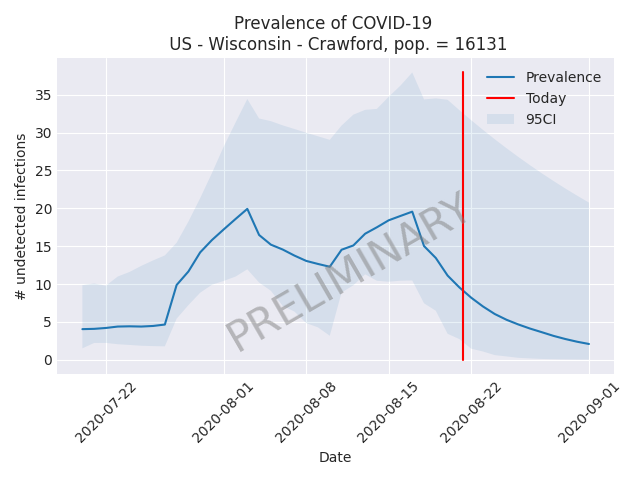 Prevalence of COVID-19
US - Wisconsin - Crawford, pop. = 16131
Prevalence
Today
95CI
# undetected infections
35
30
25
20
15
10
5
0
PRELIMINARY
2020-07-22
2020-08-01
2020-08-08
2020-08-15
2020-08-22
2020-09-01
Date